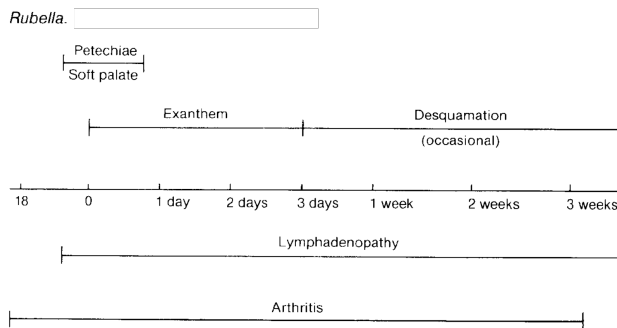 Rubella.
Petechiae
Soft palate
Exanthem
Desquamation
(occasional)
18 0 1 day 2 days 3 days 1 week 2 weeks 3 weeks
Lymphadenopathy
Arthritis